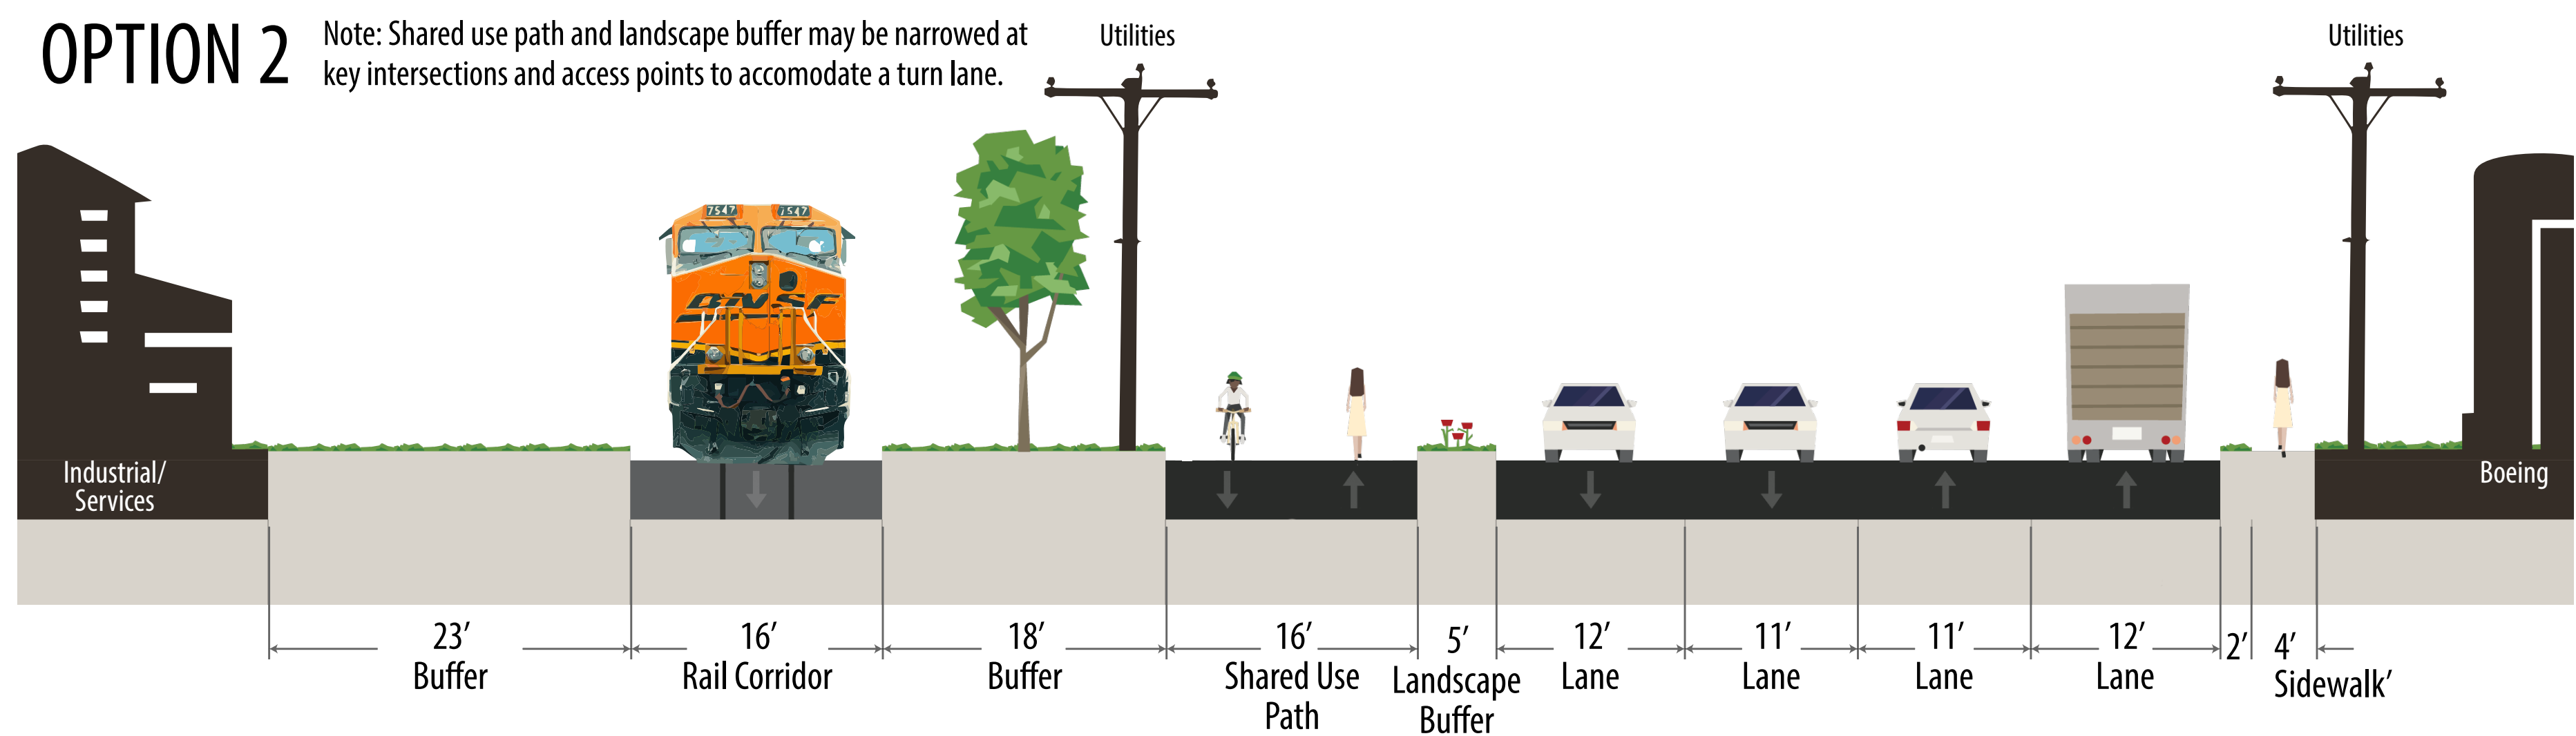 OPTION 2
Note: Shared use path and landscape buffer may be narrowed at
key intersections and access points to accomodate a turn lane.
Utilities
Utilities
7547 7547
BNSF
Industrial/
Services
Boeing
23’
Buffer
16’
Rail Corridor
18’
Buffer
16’
Shared Use
Path
5’
Landscape
Buffer
12’
Lane
11’
Lane
11’
Lane
12’
Lane
2’
4’
Sidewalk’